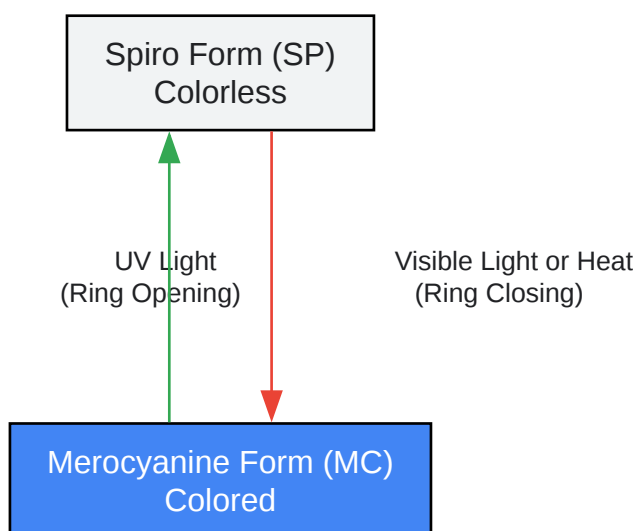 Spiro Form (SP)
Colorless
UV Light
(Ring Opening)
Visible Light or Heat
(Ring Closing)
Merocyanine Form (MC)
Colored